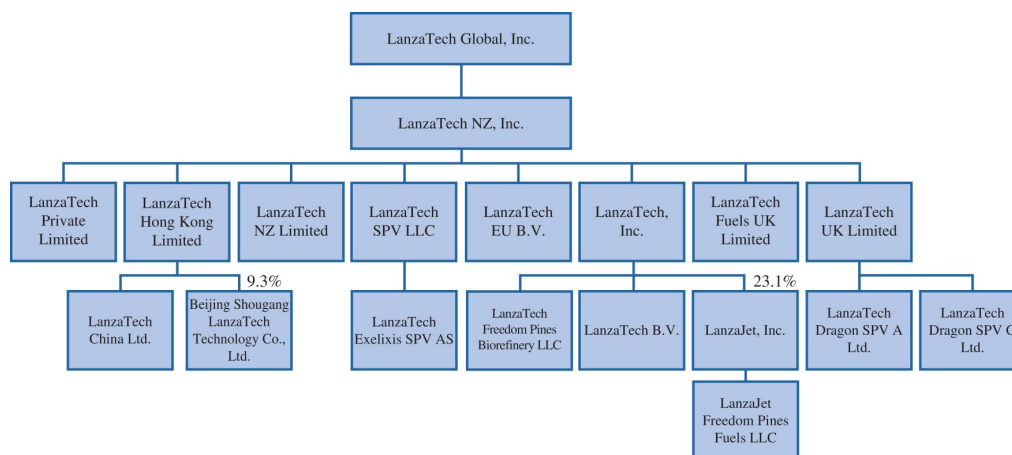 LanzaTech Global, Inc.
LanzaTech NZ, Inc.
LanzaTech
Private
Limited
LanzaTech
Hong Kong
Limited
LanzaTech
NZ Limited
LanzaTech
SPV LLC
LanzaTech
EU B.V.
LanzaTech,
Inc.
LanzaTech
Fuels UK
Limited
LanzaTech
UK Limited
9.3%
23.1%
LanzaTech
China Ltd.
Beijing Shougang
LanzaTech
Technology Co.,
Ltd.
LanzaTech
Exelixis SPV AS
LanzaTech
Freedom Pines
Biorefinery LLC
LanzaTech B.V.
LanzaJet, Inc.
LanzaTech
Dragon SPV A
Ltd.
LanzaTech
Dragon SPV
Ltd.
LanzaJet
Freedom Pines
Fuels LLC